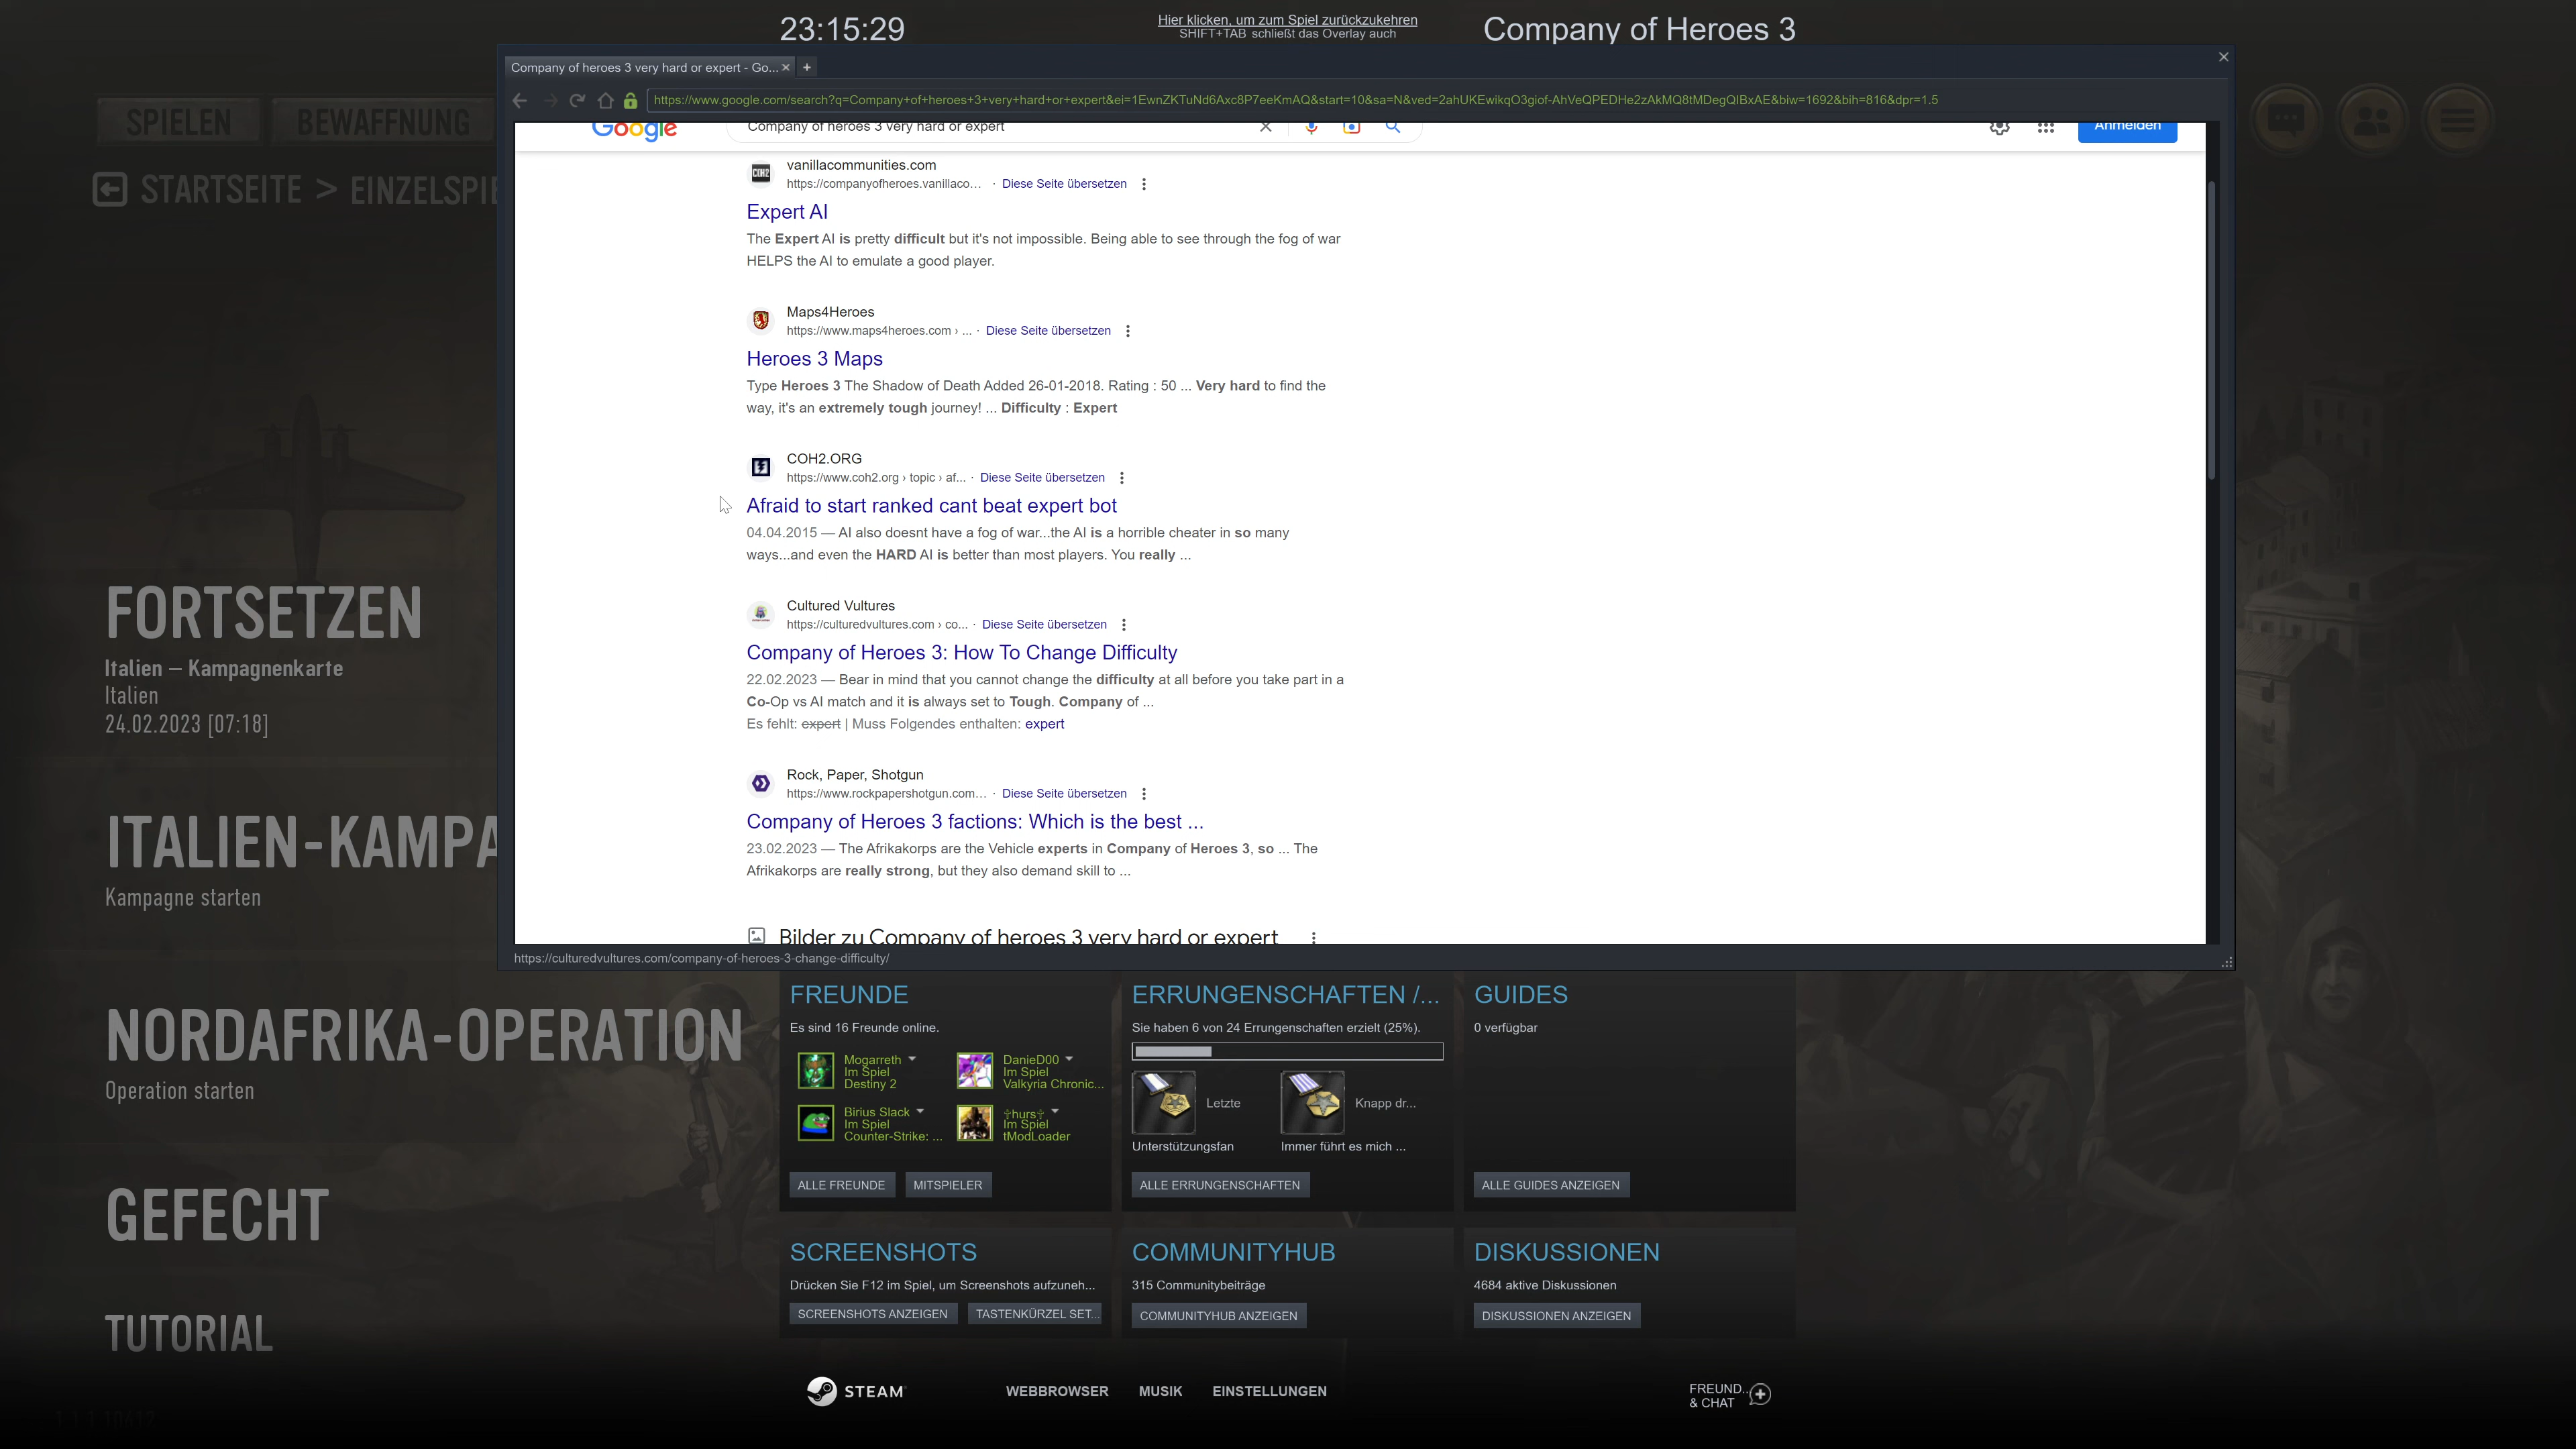 23:15:29
Hier klicken, um zum Spiel zurückzukehren
SHIFT+TAB schließt das Overlay auch
Company of Heroes 3
Company of heroes 3 very hard or expert - Go...
https://www.google.com/search?q=Company+of+heroes+3+very+hard+or+expert&ei=1EwnZKTuNd6Axc8P7eeKmAQ&start=10&sa=N&ved=2ahUKEwikqO3giof-AhVeQPEDHe2zAkMQ8tMDegQIBxAE&biw=1692&bih=816&dpr=1.5
SPIELEN
BEWAFFNUNG
STARTSEITE > EINZELSPIE
Google
Company of heroes 3 very hard or expert
Anmelden
vanillacommunities.com
https://companyofheroes.vanillaco... · Diese Seite übersetzen
Expert AI
The Expert AI is pretty difficult but it's not impossible. Being able to see through the fog of war
HELPS the AI to emulate a good player.
Maps4Heroes
https://www.maps4heroes.com › ... · Diese Seite übersetzen
Heroes 3 Maps
Type Heroes 3 The Shadow of Death Added 26-01-2018. Rating : 50 ... Very hard to find the
way, it's an extremely tough journey! ... Difficulty : Expert
COH2
COH2.ORG
https://www.coh2.org › topic › af... · Diese Seite übersetzen
Afraid to start ranked cant beat expert bot
04.04.2015 — AI also doesnt have a fog of war...the AI is a horrible cheater in so many
ways...and even the HARD AI is better than most players. You really ...
Cultured Vultures
https://culturedvultures.com › co... · Diese Seite übersetzen
Company of Heroes 3: How To Change Difficulty
22.02.2023 — Bear in mind that you cannot change the difficulty at all before you take part in a
Co-Op vs AI match and it is always set to Tough. Company of ...
Es fehlt: expert | Muss Folgendes enthalten: expert
Rock, Paper, Shotgun
https://www.rockpapershotgun.com... · Diese Seite übersetzen
Company of Heroes 3 factions: Which is the best ...
23.02.2023 — The Afrikakorps are the Vehicle experts in Company of Heroes 3, so ... The
Afrikakorps are really strong, but they also demand skill to ...
Bilder zu Company of heroes 3 very hard or expert
https://culturedvultures.com/company-of-heroes-3-change-difficulty/
FORTSETZEN
Italien – Kampagnenkarte
Italien
24.02.2023 [07:18]
ITALIEN-KAMPA
Kampagne starten
NORDAFRIKA-OPERATION
Operation starten
GEFECHT
TUTORIAL
FREUNDE
Es sind 16 Freunde online.
Mogarreth
Im Spiel
Destiny 2
DanieD00
Im Spiel
Valkyria Chronic...
Birius Slack
Im Spiel
Counter-Strike: ...
†hurs†
Im Spiel
tModLoader
ALLE FREUNDE
MITSPIELER
ERRUNGENSCHAFTEN /...
Sie haben 6 von 24 Errungenschaften erzielt (25%).
Letzte
Knapp dr...
Unterstützungsfan
Immer führt es mich ...
ALLE ERRUNGENSCHAFTEN
GUIDES
0 verfügbar
ALLE GUIDES ANZEIGEN
SCREENSHOTS
Drücken Sie F12 im Spiel, um Screenshots aufzuneh...
SCREENSHOTS ANZEIGEN
TASTENKÜRZEL SET...
COMMUNITYHUB
315 Communitybeiträge
COMMUNITYHUB ANZEIGEN
DISKUSSIONEN
4684 aktive Diskussionen
DISKUSSIONEN ANZEIGEN
STEAM
WEBBROWSER
MUSIK
EINSTELLUNGEN
FREUND...
& CHAT